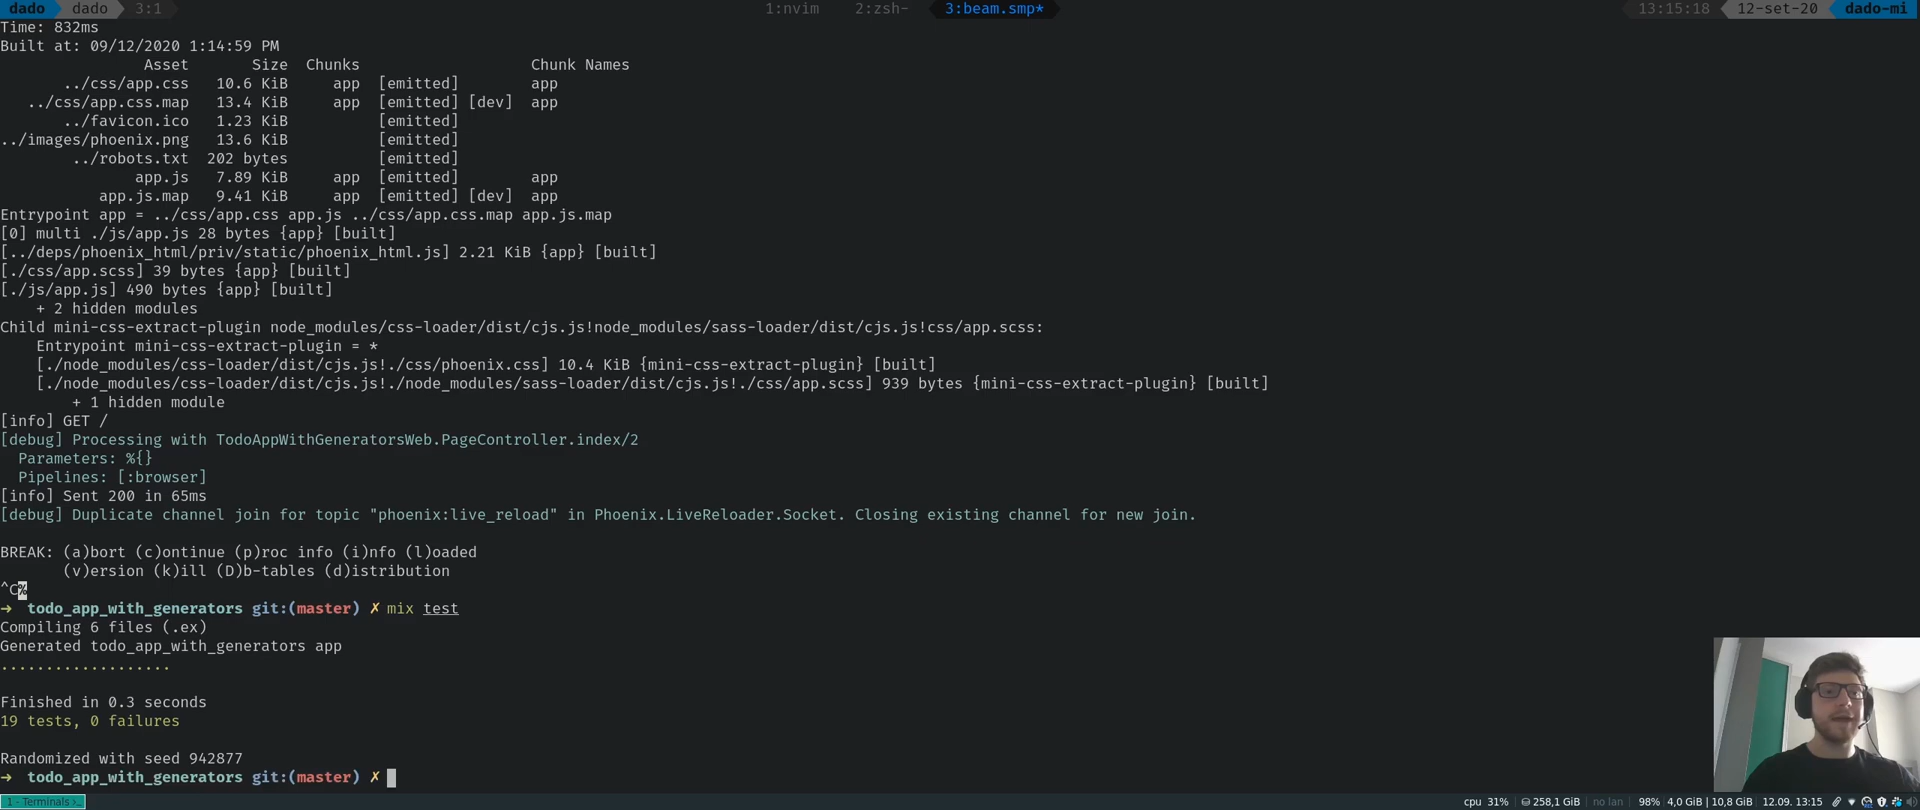 dado dado 3:1 1:nvim 2:zsh- 3:beam.smp* 13:15:18 12-set-20 dado-mi
Time: 832ms
Built at: 09/12/2020 1:14:59 PM
Asset Size Chunks Chunk Names
../css/app.css 10.6 KiB app [emitted] app
../css/app.css.map 13.4 KiB app [emitted] [dev] app
../favicon.ico 1.23 KiB [emitted]
../images/phoenix.png 13.6 KiB [emitted]
../robots.txt 202 bytes [emitted]
app.js 7.89 KiB app [emitted] app
app.js.map 9.41 KiB app [emitted] [dev] app
Entrypoint app = ../css/app.css app.js ../css/app.css.map app.js.map
[0] multi ./js/app.js 28 bytes {app} [built]
[../deps/phoenix_html/priv/static/phoenix_html.js] 2.21 KiB {app} [built]
[./css/app.scss] 39 bytes {app} [built]
[./js/app.js] 490 bytes {app} [built]
+ 2 hidden modules
Child mini-css-extract-plugin node_modules/css-loader/dist/cjs.js!node_modules/sass-loader/dist/cjs.js!css/app.scss:
Entrypoint mini-css-extract-plugin = *
[./node_modules/css-loader/dist/cjs.js!./css/phoenix.css] 10.4 KiB {mini-css-extract-plugin} [built]
[./node_modules/css-loader/dist/cjs.js!./node_modules/sass-loader/dist/cjs.js!./css/app.scss] 939 bytes {mini-css-extract-plugin} [built]
+ 1 hidden module
[info] GET /
[debug] Processing with TodoAppWithGeneratorsWeb.PageController.index/2
Parameters: %{}
Pipelines: [:browser]
[info] Sent 200 in 65ms
[debug] Duplicate channel join for topic "phoenix:live_reload" in Phoenix.LiveReloader.Socket. Closing existing channel for new join.
BREAK: (a)bort (c)ontinue (p)roc info (i)nfo (l)oaded
(v)ersion (k)ill (D)b-tables (d)istribution
^C%
→ todo_app_with_generators git:(master) ✗ mix test
Compiling 6 files (.ex)
Generated todo_app_with_generators app
...................
Finished in 0.3 seconds
19 tests, 0 failures
Randomized with seed 942877
→ todo_app_with_generators git:(master) ✗
1 - Terminals cpu 31% 258,1 GiB no lan 98% 4,0 GiB | 10,8 GiB 12.09. 13:15